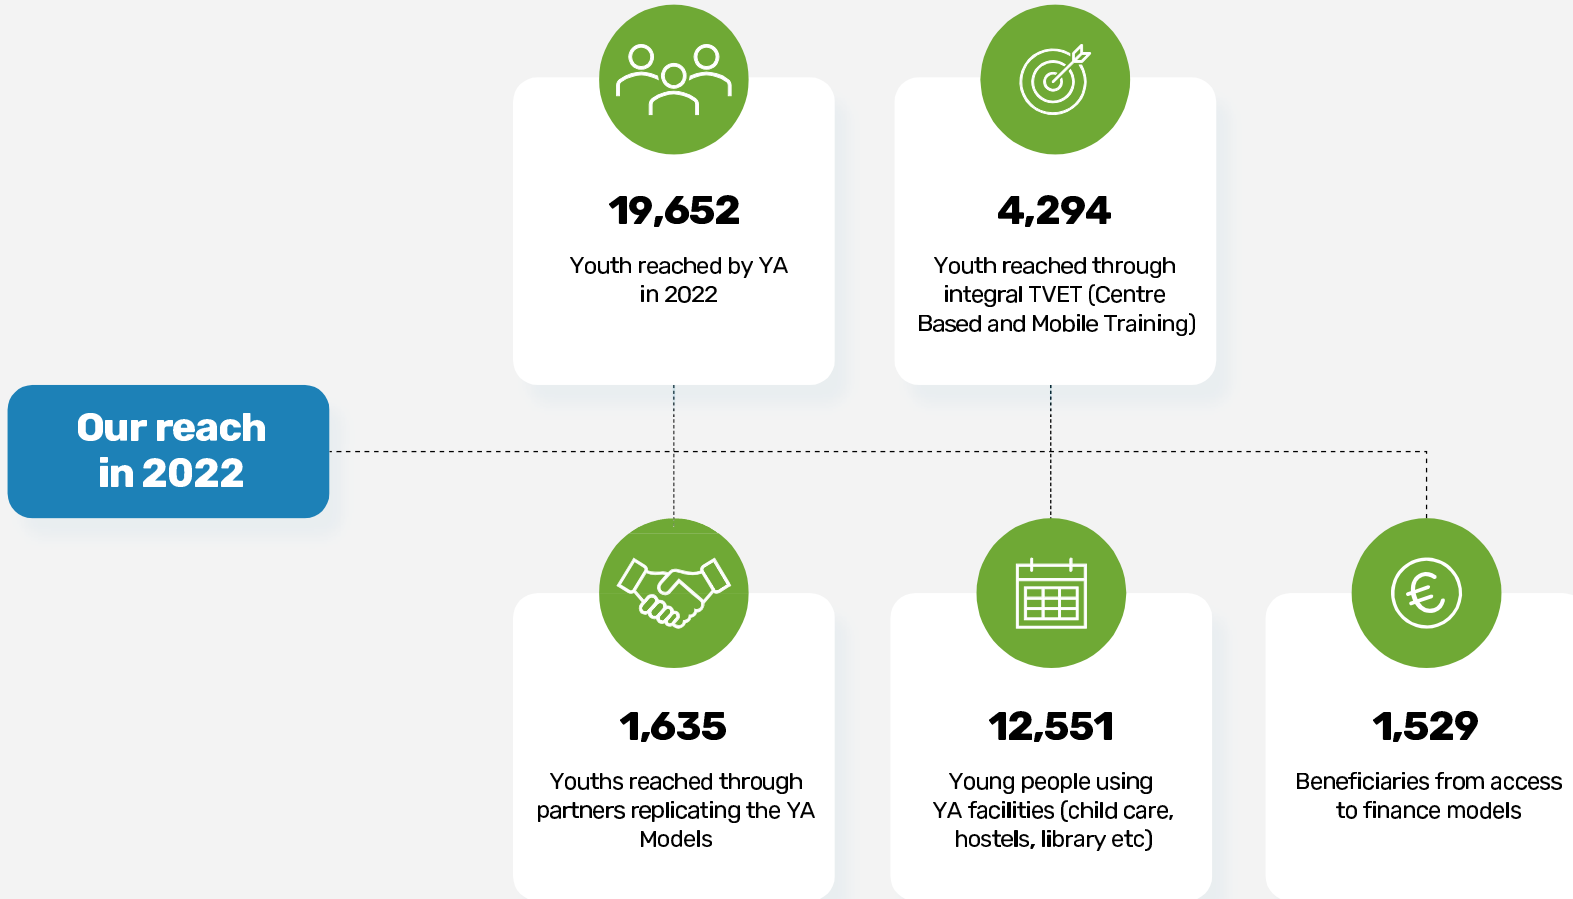 19,652
Youth reached by YA
in 2022
4,294
Youth reached through
integral TVET (Centre
Based and Mobile Training)
Our reach
in 2022
1,635
Youths reached through
partners replicating the YA
Models
12,551
Young people using
YA facilities (child care,
hostels, library etc)
1,529
Beneficiaries from access
to finance models